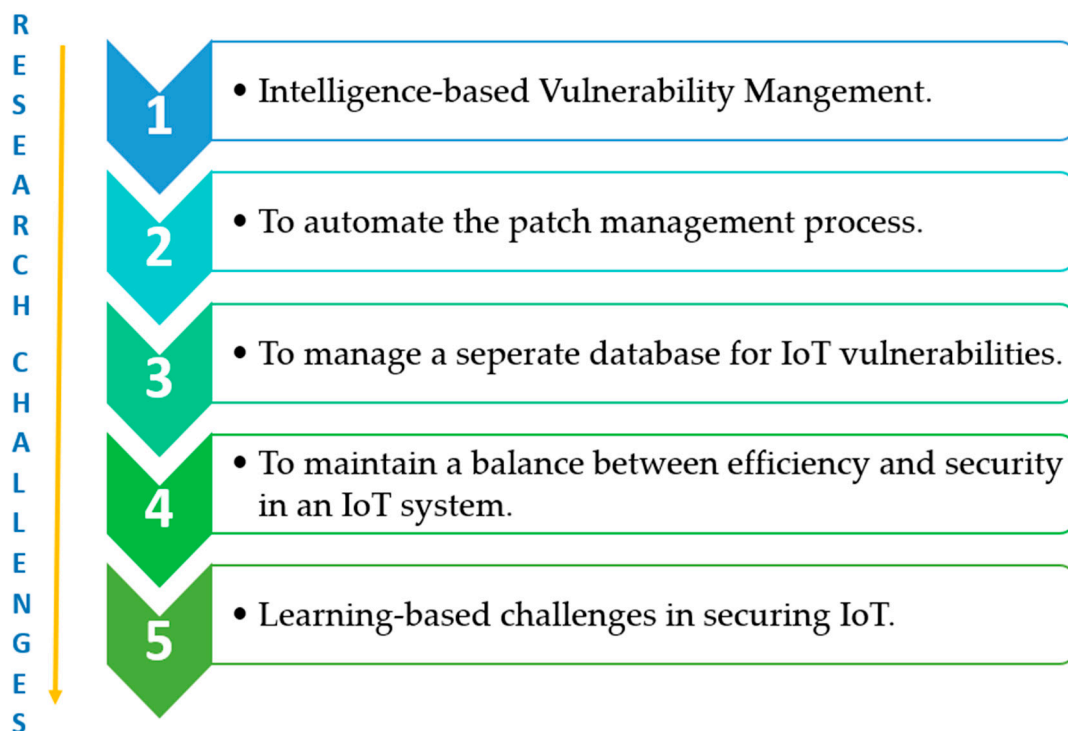 RESEARCH CHALLENGES
1
• Intelligence-based Vulnerability Mangement.
2
• To automate the patch management process.
3
• To manage a seperate database for IoT vulnerabilities.
4
• To maintain a balance between efficiency and security
in an IoT system.
5
• Learning-based challenges in securing IoT.